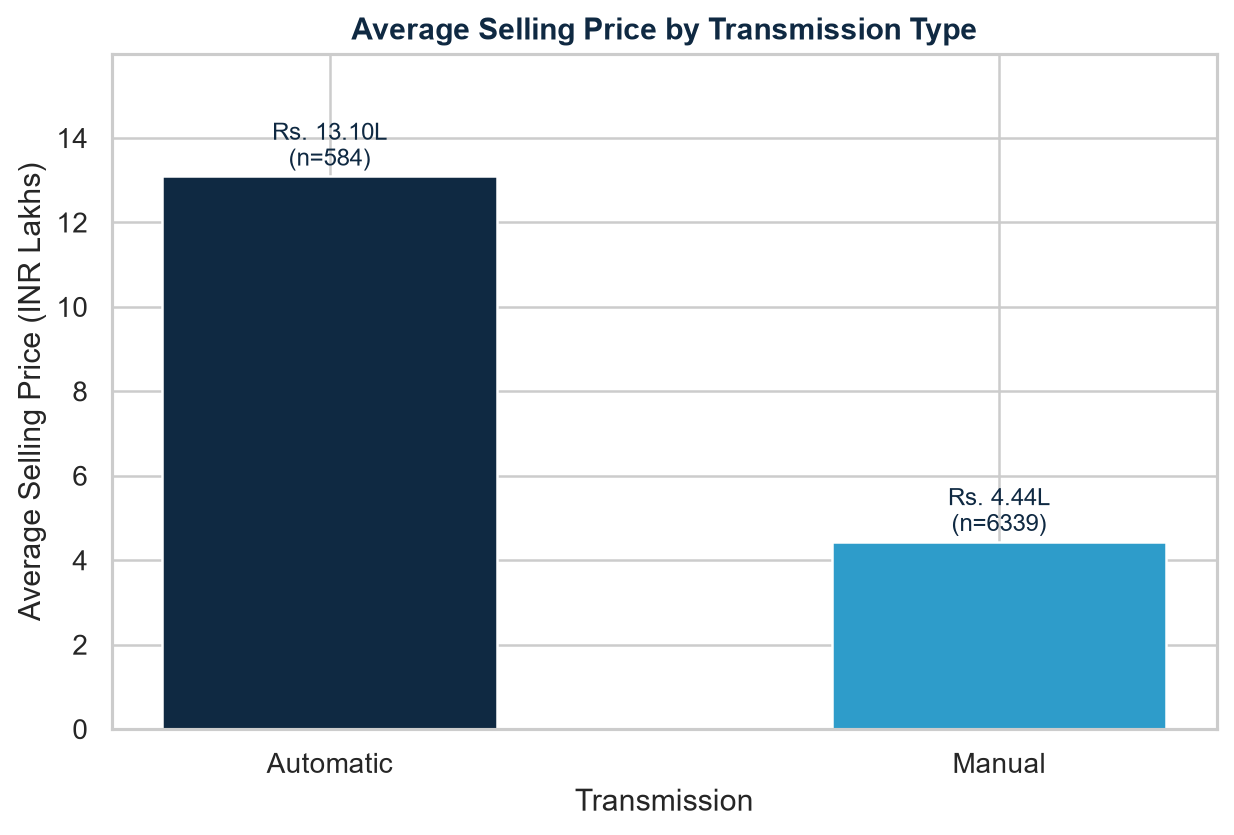 Average Selling Price by Transmission Type
Average Selling Price (INR Lakhs)
14
12
10
8
6
4
2
0
Rs. 13.10L
(n=584)
Rs. 4.44L
(n=6339)
Automatic
Manual
Transmission